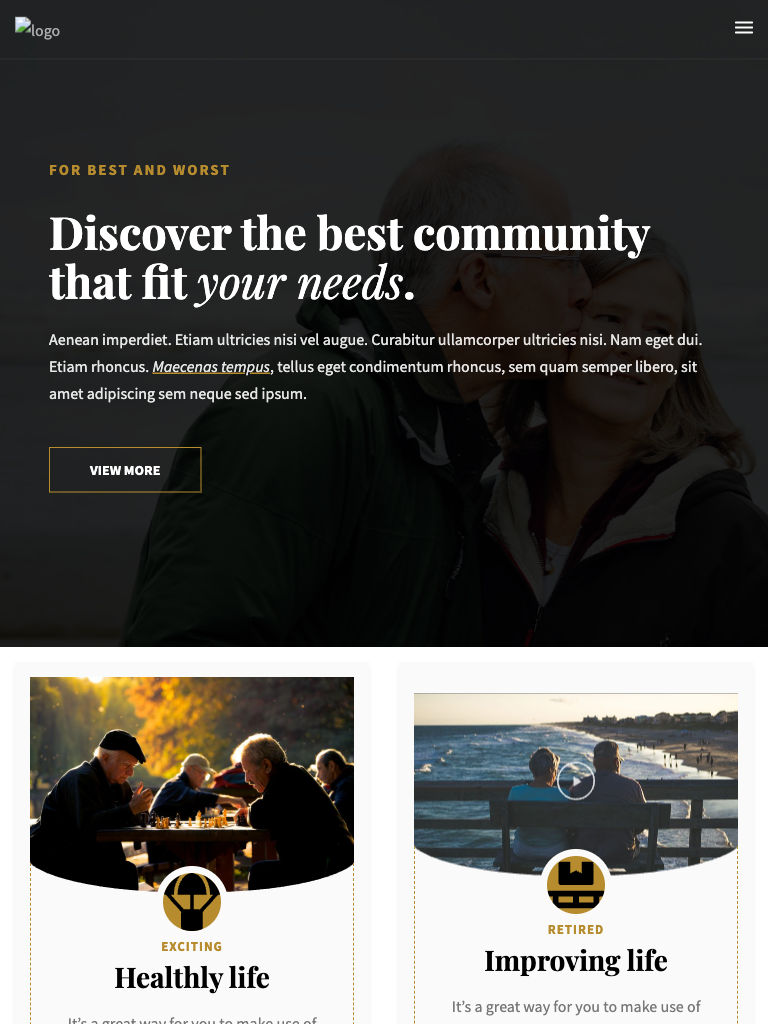 logo
FOR BEST AND WORST
Discover the best community
that fit your needs.
Aenean imperdiet. Etiam ultricies nisi vel augue. Curabitur ullamcorper ultricies nisi. Nam eget dui.
Etiam rhoncus. Maecenas tempus, tellus eget condimentum rhoncus, sem quam semper libero, sit
amet adipiscing sem neque sed ipsum.
VIEW MORE
EXCITING
Healthly life
It’s a great way for you to make use of
RETIRED
Improving life
It’s a great way for you to make use of